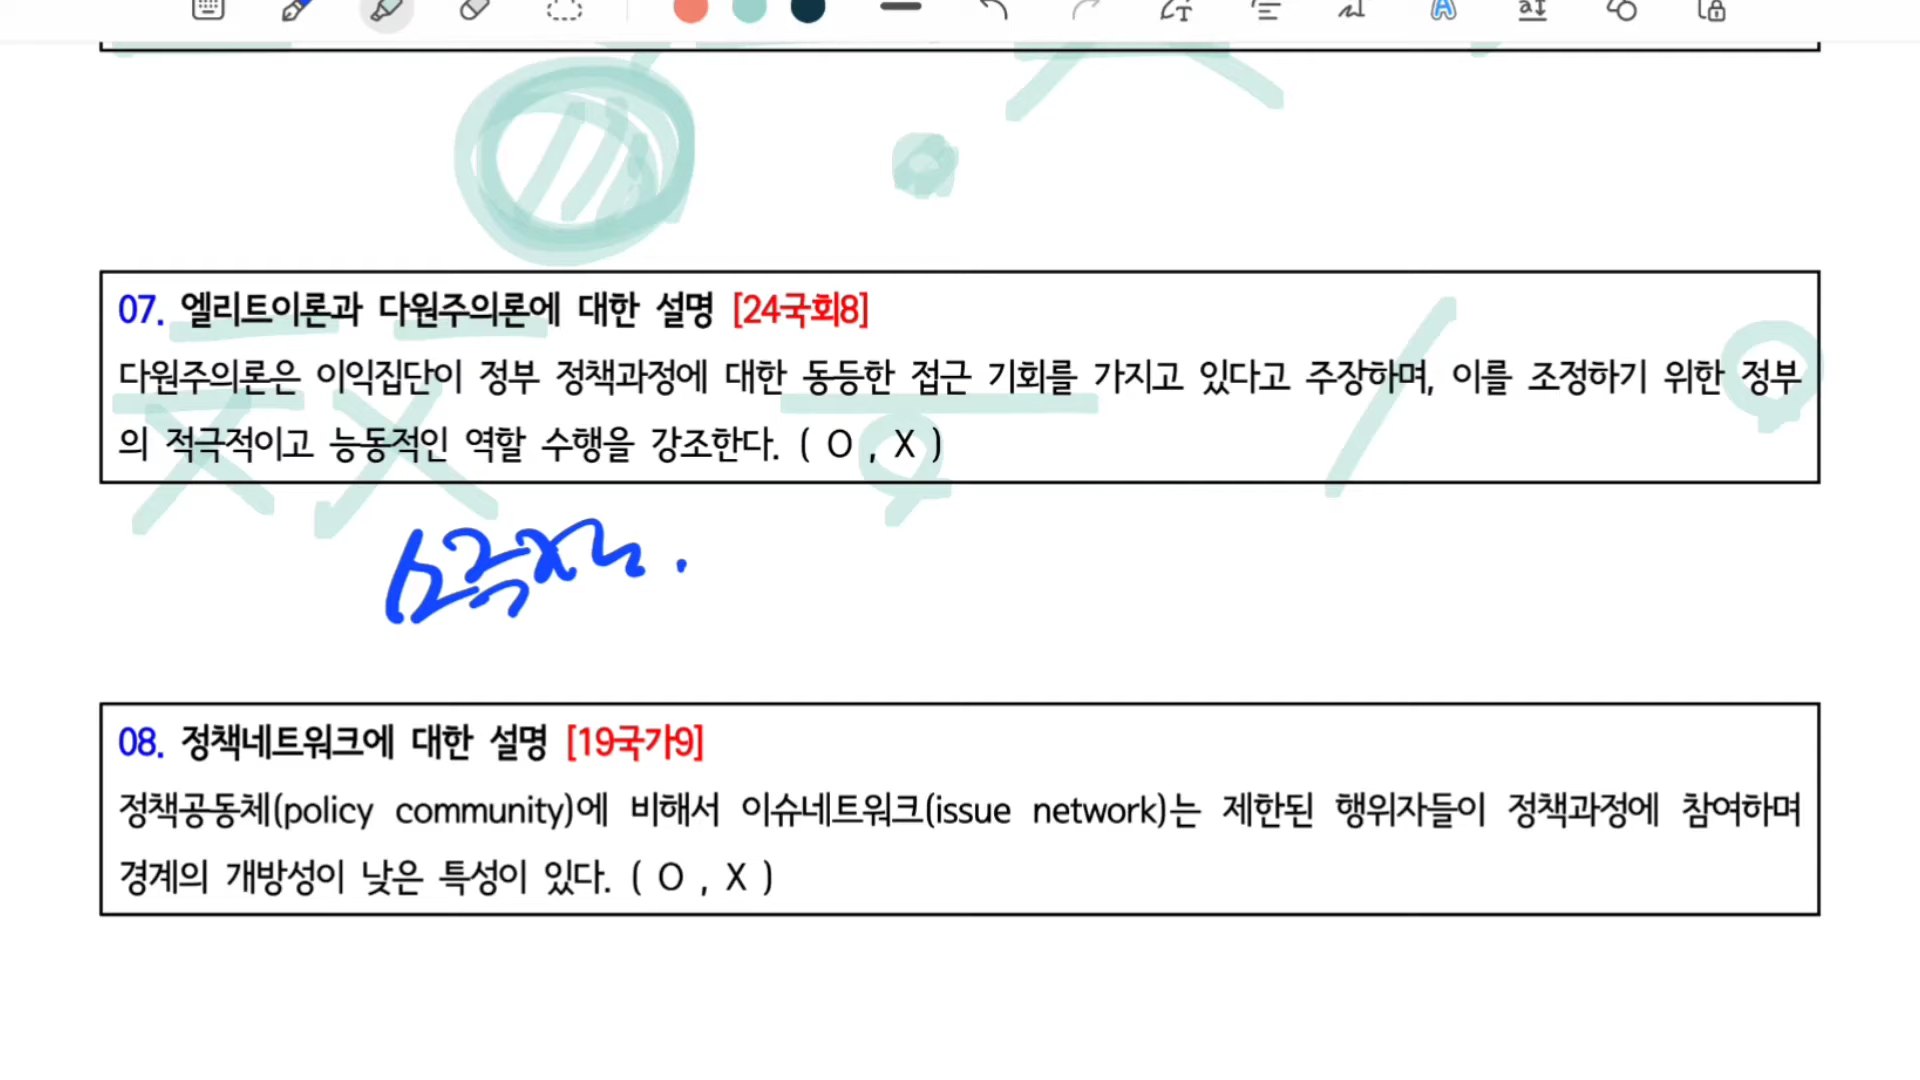 07. 엘리트이론과 다원주의론에 대한 설명 [24국회8]
다원주의론은 이익집단이 정부 정책과정에 대한 동등한 접근 기회를 가지고 있다고 주장하며, 이를 조정하기 위한 정부
의 적극적이고 능동적인 역할 수행을 강조한다. ( O , X )
소극적.
08. 정책네트워크에 대한 설명 [19국가9]
정책공동체(policy community)에 비해서 이슈네트워크(issue network)는 제한된 행위자들이 정책과정에 참여하며
경계의 개방성이 낮은 특성이 있다. ( O , X )